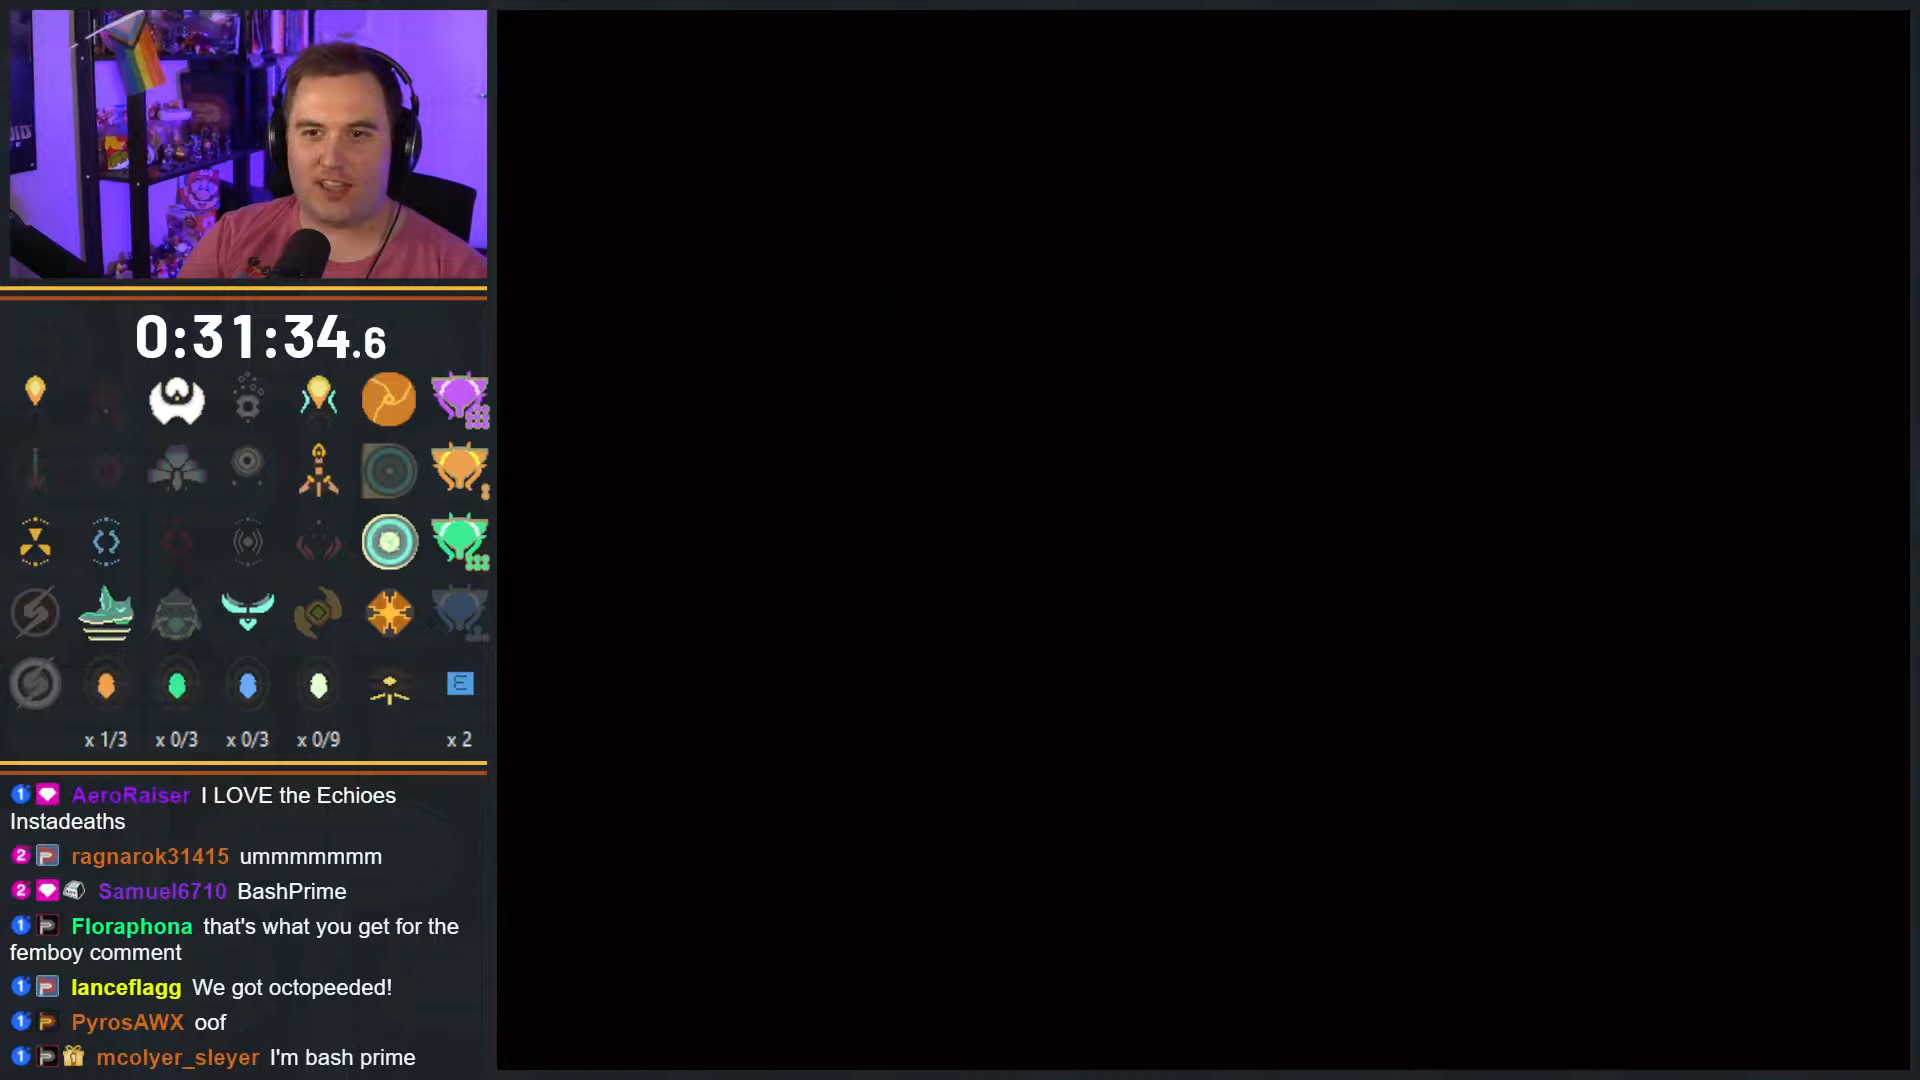 0:31:34.6
x 1/3 x 0/3 x 0/3 x 0/9 x 2
AeroRaiser I LOVE the Echioes
Instadeaths
ragnarok31415 ummmmmmm
Samuel6710 BashPrime
Floraphona that's what you get for the
femboy comment
lanceflagg We got octopeeded!
PyrosAWX oof
mcolyer_sleyer I'm bash prime